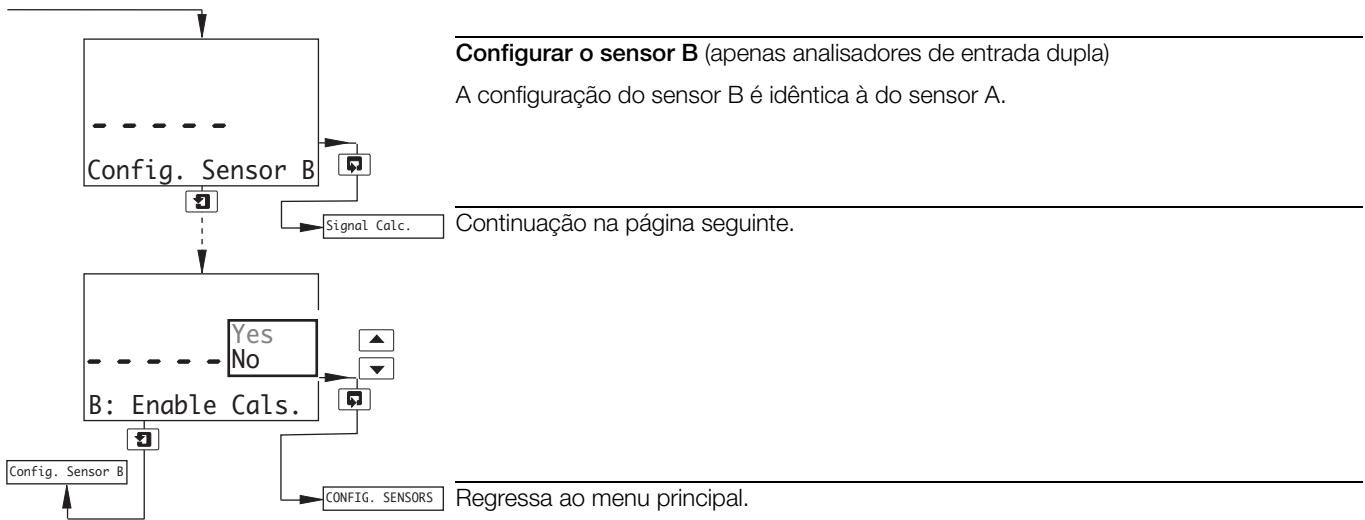 Configurar o sensor B (apenas analisadores de entrada dupla)
A configuração do sensor B é idêntica à do sensor A.
- - - - -
Config. Sensor B
Signal Calc.
Continuação na página seguinte.
Yes
- - - - - No
B: Enable Cals.
Config. Sensor B
CONFIG. SENSORS
Regressa ao menu principal.